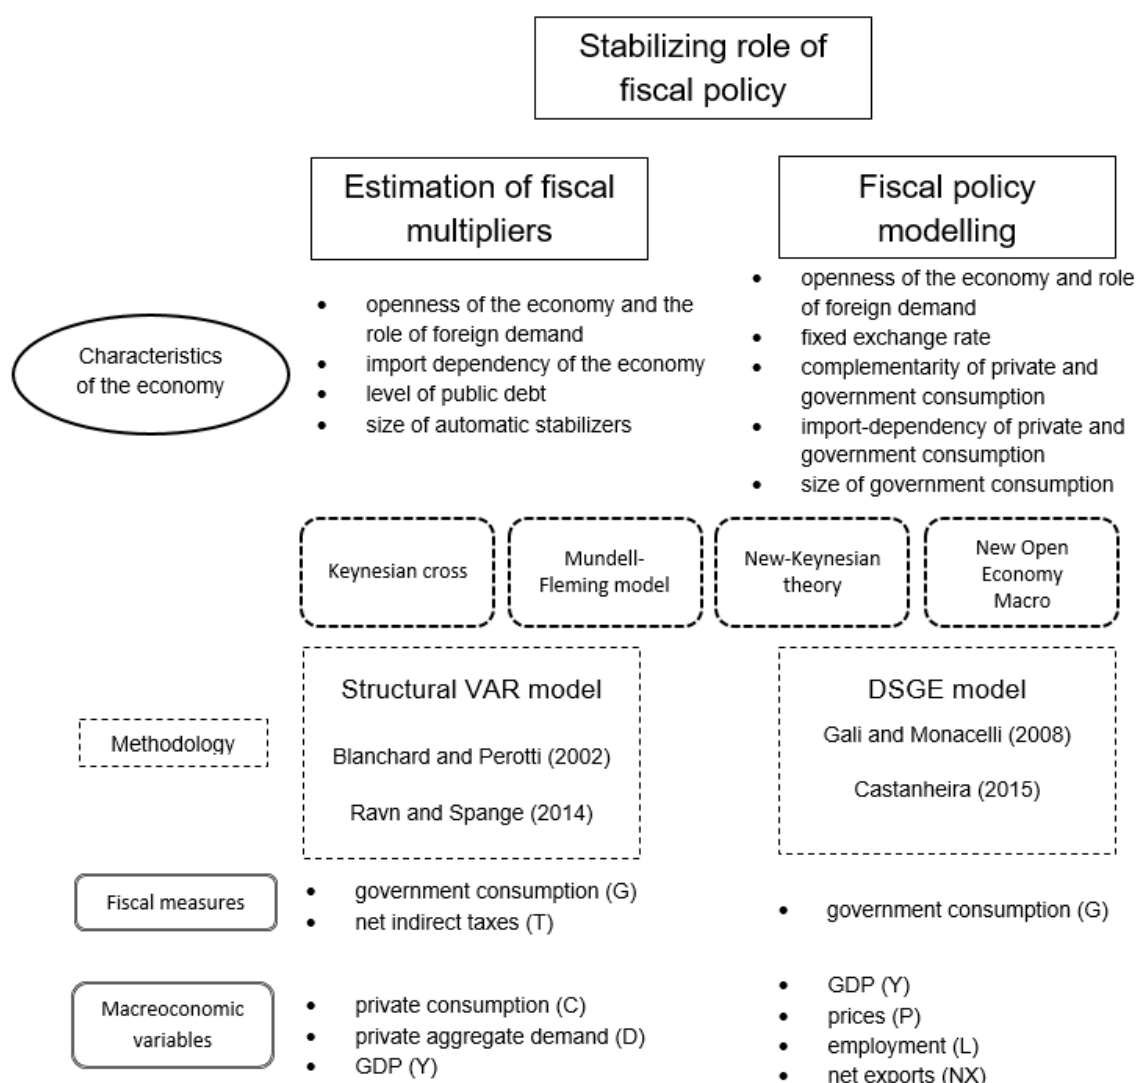 Stabilizing role of
fiscal policy
Estimation of fiscal
multipliers
Fiscal policy
modelling
Characteristics
of the economy
• openness of the economy and the
role of foreign demand
• import dependency of the economy
• level of public debt
• size of automatic stabilizers
• openness of the economy and role
of foreign demand
• fixed exchange rate
• complementarity of private and
government consumption
• import-dependency of private and
government consumption
• size of government consumption
Keynesian cross
Mundell-
Fleming model
New-Keynesian
theory
New Open
Economy
Macro
Methodology
Structural VAR model
Blanchard and Perotti (2002)
Ravn and Spange (2014)
DSGE model
Gali and Monacelli (2008)
Castanheira (2015)
Fiscal measures
• government consumption (G)
• net indirect taxes (T)
• government consumption (G)
Macreoconomic
variables
• private consumption (C)
• private aggregate demand (D)
• GDP (Y)
• GDP (Y)
• prices (P)
• employment (L)
• net exports (NX)